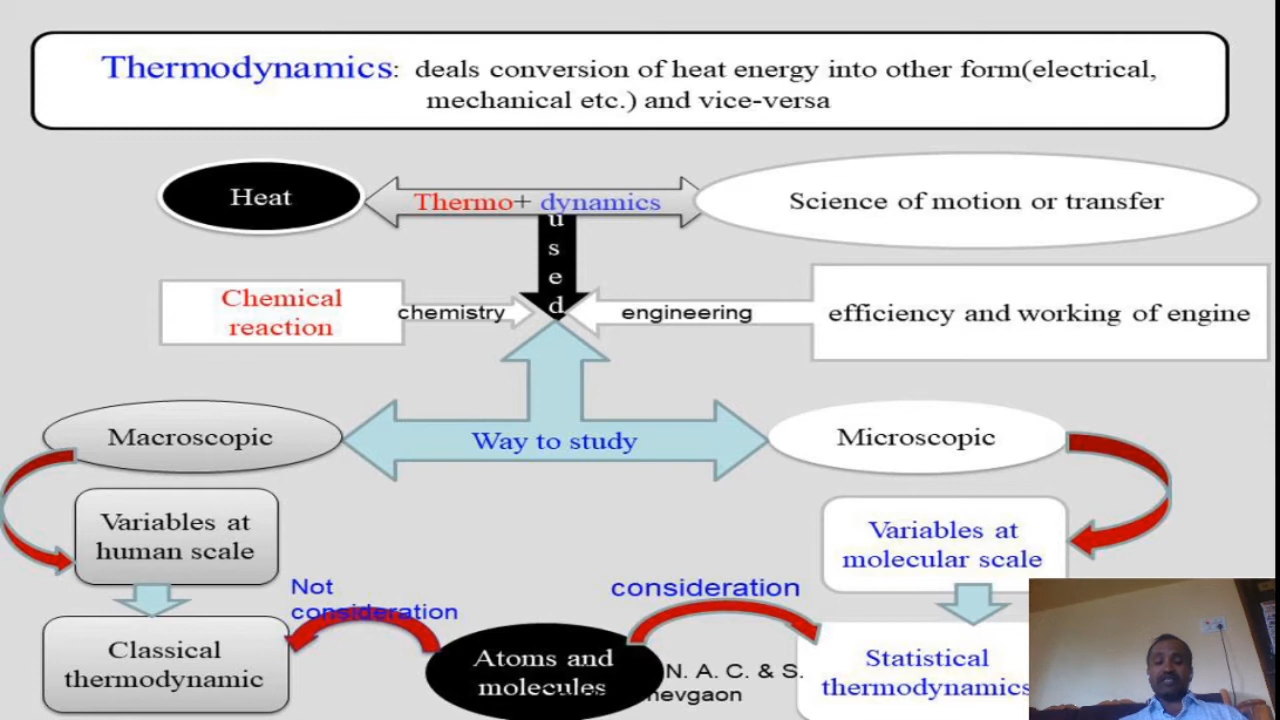 Thermodynamics: deals conversion of heat energy into other form(electrical,
mechanical etc.) and vice-versa
Heat
Thermo+ dynamics
Science of motion or transfer
used
Chemical
reaction
chemistry
engineering
efficiency and working of engine
Macroscopic
Way to study
Microscopic
Variables at
human scale
Variables at
molecular scale
Not
consideration
consideration
Classical
thermodynamic
Atoms and
molecules
N. A. C. & S.
Statistical
thermodynamics